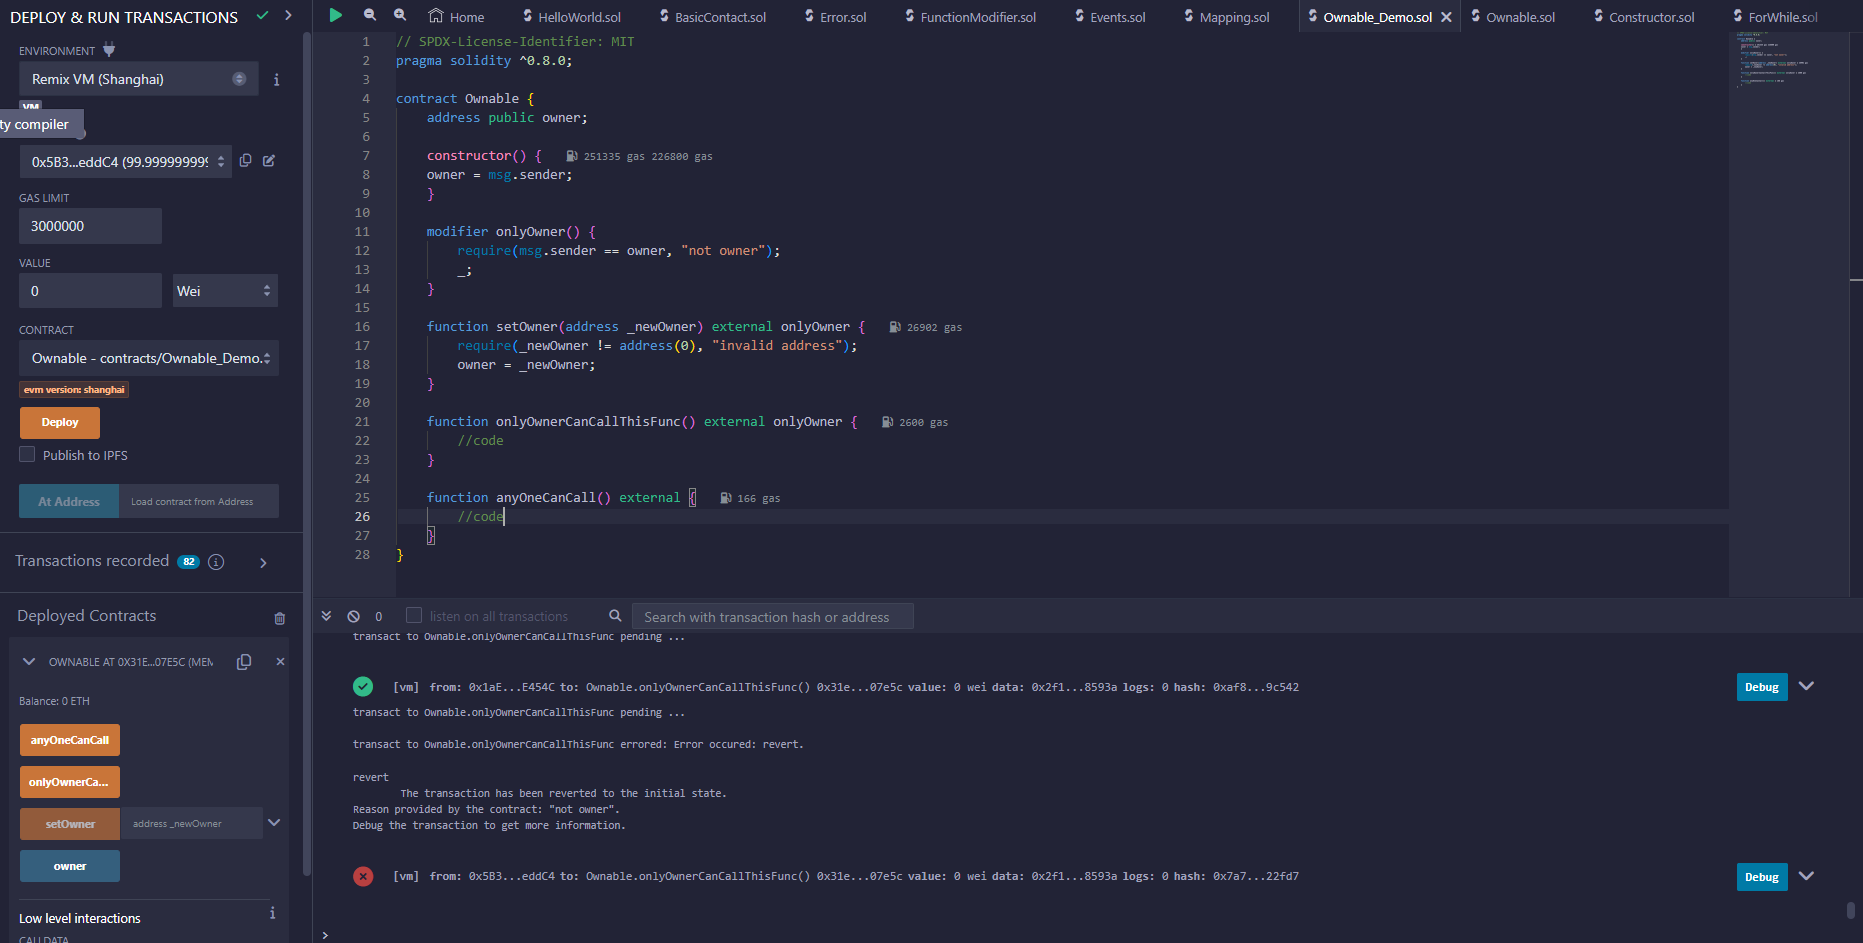 DEPLOY & RUN TRANSACTIONS
ENVIRONMENT
Remix VM (Shanghai)
VM
ty compiler
0x5B3...eddC4 (99.9999999999
GAS LIMIT
3000000
VALUE
0
Wei
CONTRACT
Ownable - contracts/Ownable_Demo.
evm version: shanghai
Deploy
Publish to IPFS
At Address
Load contract from Address
Transactions recorded 82
Deployed Contracts
OWNABLE AT 0X31E...07E5C (MEM
Balance: 0 ETH
anyOneCanCall
onlyOwnerCa...
setOwner
address _newOwner
owner
Low level interactions
CALLDATA
Home
HelloWorld.sol
BasicContact.sol
Error.sol
FunctionModifier.sol
Events.sol
Mapping.sol
Ownable_Demo.sol
Ownable.sol
Constructor.sol
ForWhile.sol
1 // SPDX-License-Identifier: MIT
2 pragma solidity ^0.8.0;
3
4 contract Ownable {
5 address public owner;
6
7 constructor() { 251335 gas 226800 gas
8 owner = msg.sender;
9 }
10
11 modifier onlyOwner() {
12 require(msg.sender == owner, "not owner");
13 _;
14 }
15
16 function setOwner(address _newOwner) external onlyOwner { 26902 gas
17 require(_newOwner != address(0), "invalid address");
18 owner = _newOwner;
19 }
20
21 function onlyOwnerCanCallThisFunc() external onlyOwner { 2600 gas
22 //code
23 }
24
25 function anyOneCanCall() external { 166 gas
26 //code
27 }
28 }
0
listen on all transactions
Search with transaction hash or address
transact to Ownable.onlyOwnerCanCallThisFunc pending ...
[vm] from: 0x1aE...E454C to: Ownable.onlyOwnerCanCallThisFunc() 0x31e...07e5c value: 0 wei data: 0x2f1...8593a logs: 0 hash: 0xaf8...9c542
Debug
transact to Ownable.onlyOwnerCanCallThisFunc pending ...
transact to Ownable.onlyOwnerCanCallThisFunc errored: Error occured: revert.
revert
The transaction has been reverted to the initial state.
Reason provided by the contract: "not owner".
Debug the transaction to get more information.
[vm] from: 0x5B3...eddC4 to: Ownable.onlyOwnerCanCallThisFunc() 0x31e...07e5c value: 0 wei data: 0x2f1...8593a logs: 0 hash: 0x7a7...22fd7
Debug
>